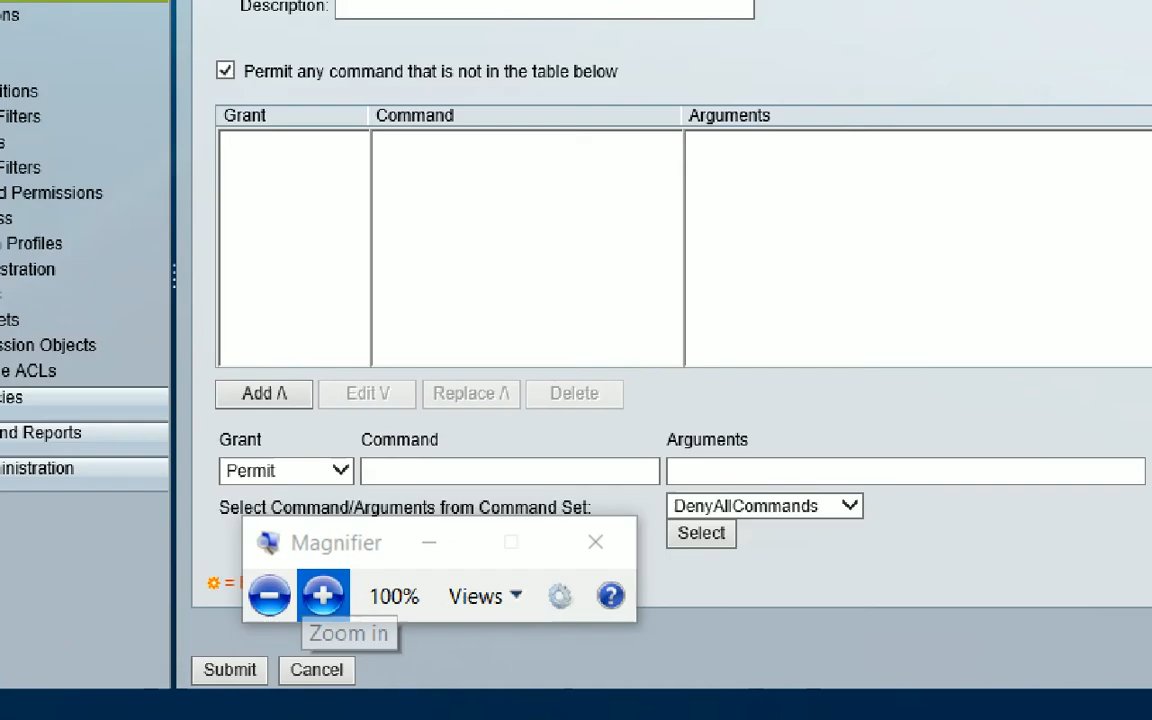 ons
Description:
Permit any command that is not in the table below
itions
Filters
s
Filters
d Permissions
ss
n Profiles
stration
ets
ssion Objects
e ACLs
cies
nd Reports
inistration
Grant Command Arguments
Add /\ Edit \/ Replace /\ Delete
Grant Command Arguments
Permit
Select Command/Arguments from Command Set: DenyAllCommands
Select
Magnifier
= 
100% Views
Zoom in
Submit Cancel